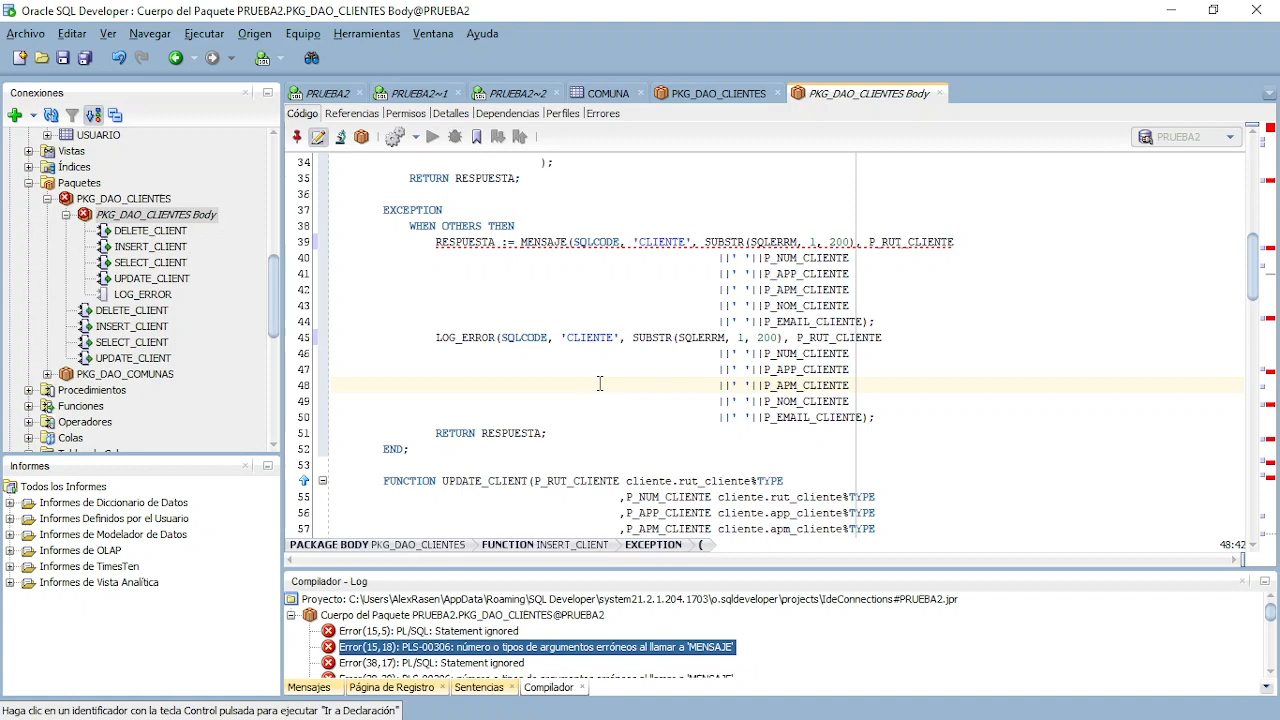 Oracle SQL Developer : Cuerpo del Paquete PRUEBA2.PKG_DAO_CLIENTES Body@PRUEBA2
Archivo Editar Ver Navegar Ejecutar Origen Equipo Herramientas Ventana Ayuda
Conexiones
USUARIO
Vistas
Índices
Paquetes
PKG_DAO_CLIENTES
PKG_DAO_CLIENTES Body
DELETE_CLIENT
INSERT_CLIENT
SELECT_CLIENT
UPDATE_CLIENT
LOG_ERROR
DELETE_CLIENT
INSERT_CLIENT
SELECT_CLIENT
UPDATE_CLIENT
PKG_DAO_COMUNAS
Procedimientos
Funciones
Operadores
Colas
Informes
Todos los Informes
Informes de Diccionario de Datos
Informes Definidos por el Usuario
Informes de Modelador de Datos
Informes de OLAP
Informes de TimesTen
Informes de Vista Analítica
PRUEBA2 PRUEBA2~1 PRUEBA2~2 COMUNA PKG_DAO_CLIENTES PKG_DAO_CLIENTES Body
Código Referencias Permisos Detalles Dependencias Perfiles Errores
PRUEBA2
34 );
35 RETURN RESPUESTA;
36
37 EXCEPTION
38 WHEN OTHERS THEN
39 RESPUESTA := MENSAJE(SQLCODE, 'CLIENTE', SUBSTR(SQLERRM, 1, 200), P_RUT_CLIENTE
40 ||' '||P_NUM_CLIENTE
41 ||' '||P_APP_CLIENTE
42 ||' '||P_APM_CLIENTE
43 ||' '||P_NOM_CLIENTE
44 ||' '||P_EMAIL_CLIENTE);
45 LOG_ERROR(SQLCODE, 'CLIENTE', SUBSTR(SQLERRM, 1, 200), P_RUT_CLIENTE
46 ||' '||P_NUM_CLIENTE
47 ||' '||P_APP_CLIENTE
48 ||' '||P_APM_CLIENTE
49 ||' '||P_NOM_CLIENTE
50 ||' '||P_EMAIL_CLIENTE);
51 RETURN RESPUESTA;
52 END;
53
54 FUNCTION UPDATE_CLIENT(P_RUT_CLIENTE cliente.rut_cliente%TYPE
55 ,P_NUM_CLIENTE cliente.rut_cliente%TYPE
56 ,P_APP_CLIENTE cliente.app_cliente%TYPE
57 ,P_APM_CLIENTE cliente.apm_cliente%TYPE
PACKAGE BODY PKG_DAO_CLIENTES FUNCTION INSERT_CLIENT EXCEPTION (
48:42
Compilador - Log
Proyecto: C:\Users\AlexRasen\AppData\Roaming\SQL Developer\system21.2.1.204.1703\o.sqldeveloper\projects\IdeConnections#PRUEBA2.jpr
Cuerpo del Paquete PRUEBA2.PKG_DAO_CLIENTES@PRUEBA2
Error(15,5): PL/SQL: Statement ignored
Error(15,18): PLS-00306: número o tipos de argumentos erróneos al llamar a 'MENSAJE'
Error(38,17): PL/SQL: Statement ignored
Mensajes Página de Registro Sentencias Compilador
Haga clic en un identificador con la tecla Control pulsada para ejecutar "Ir a Declaración"